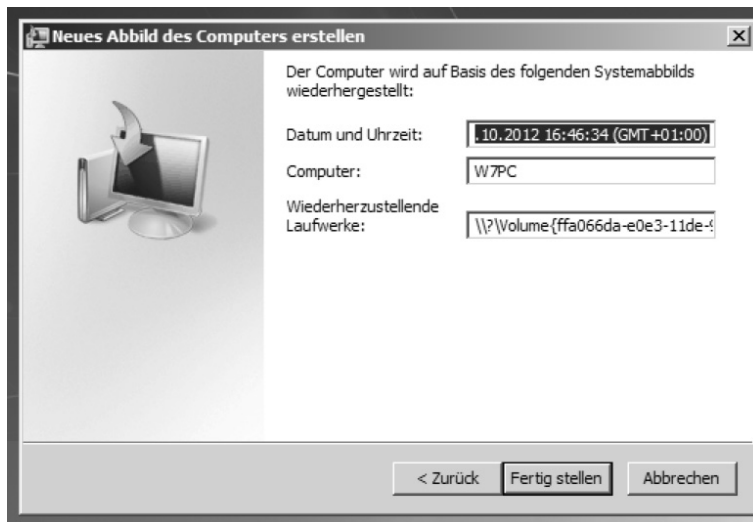 Neues Abbild des Computers erstellen
Der Computer wird auf Basis des folgenden Systemabbilds
wiederhergestellt:
Datum und Uhrzeit: .10.2012 16:46:34 (GMT+01:00)
Computer: W7PC
Wiederherzustellende
Laufwerke: \\?\Volume{ffa066da-e0e3-11de-9
< Zurück Fertig stellen Abbrechen